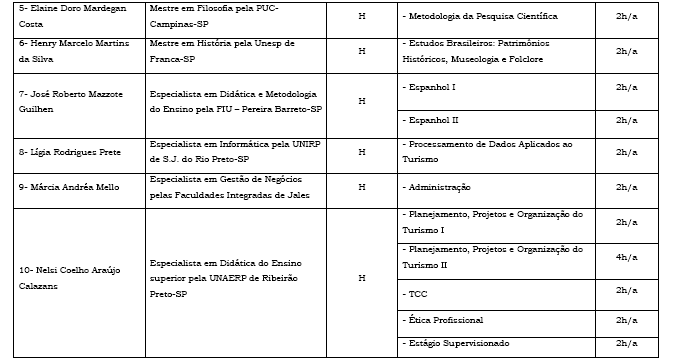 5- Elaine Doro Mardegan
Costa
Mestre em Filosofia pela PUC-
Campinas-SP
H
- Metodologia da Pesquisa Científica
2h/a
6- Henry Marcelo Martins
da Silva
Mestre em História pela Unesp de
Franca-SP
H
- Estudos Brasileiros: Patrimônios
Históricos, Museologia e Folclore
2h/a
7- José Roberto Mazzote
Guilhen
Especialista em Didática e Metodologia
do Ensino pela FIU – Pereira Barreto-SP
H
- Espanhol I
2h/a
- Espanhol II
2h/a
8- Lígia Rodrigues Prete
Especialista em Informática pela UNIRP
de S.J. do Rio Preto-SP
H
- Processamento de Dados Aplicados ao
Turismo
2h/a
9- Márcia Andréa Mello
Especialista em Gestão de Negócios
pelas Faculdades Integradas de Jales
H
- Administração
2h/a
10- Nelsi Coelho Araújo
Calazans
Especialista em Didática do Ensino
superior pela UNAERP de Ribeirão
Preto-SP
H
- Planejamento, Projetos e Organização do
Turismo I
2h/a
- Planejamento, Projetos e Organização do
Turismo II
4h/a
- TCC
2h/a
- Ética Profissional
2h/a
- Estágio Supervisionado
2h/a